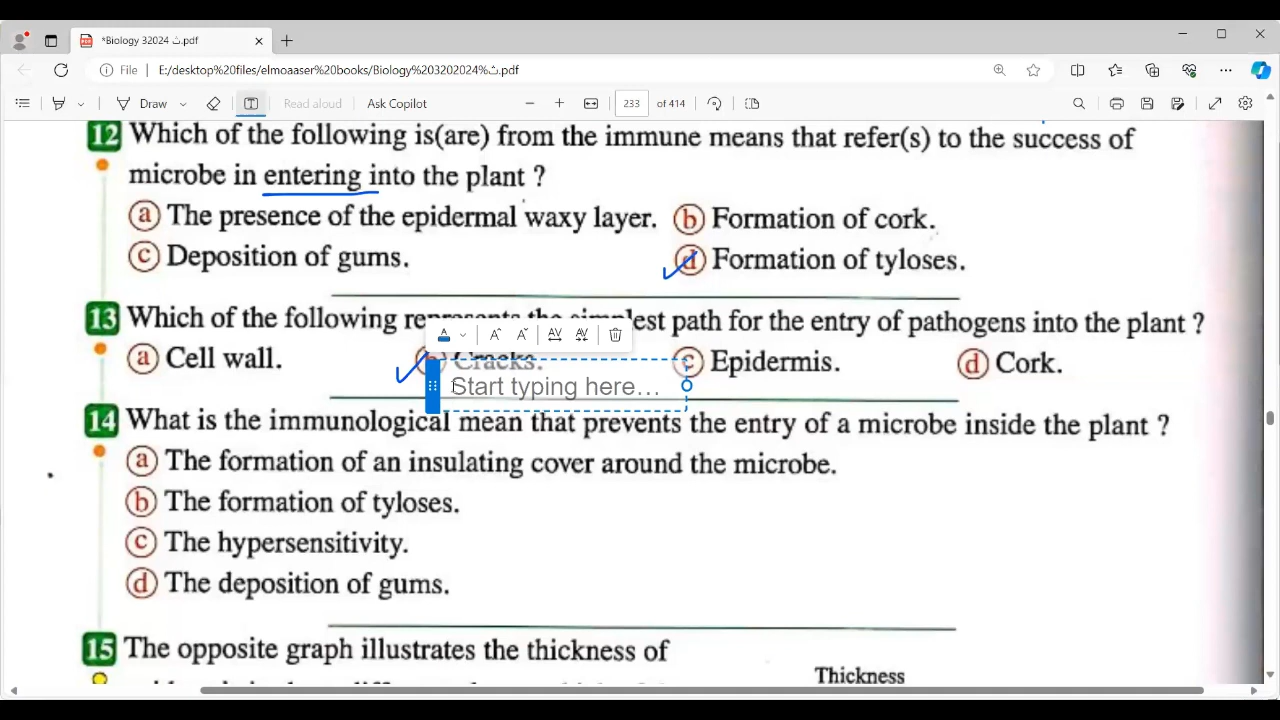 *Biology 32024 ث.pdf
File
E:/desktop%20files/elmoaaser%20books/Biology%203202024%ث.pdf
Draw
Read aloud
Ask Copilot
233 of 414
12 Which of the following is(are) from the immune means that refer(s) to the success of
microbe in entering into the plant ?
a The presence of the epidermal waxy layer.
b Formation of cork.
c Deposition of gums.
d Formation of tyloses.
13 Which of the following represents the simplest path for the entry of pathogens into the plant ?
a Cell wall.
Cracks.
c Epidermis.
d Cork.
Start typing here...
14 What is the immunological mean that prevents the entry of a microbe inside the plant ?
a The formation of an insulating cover around the microbe.
b The formation of tyloses.
c The hypersensitivity.
d The deposition of gums.
15 The opposite graph illustrates the thickness of
Thickness